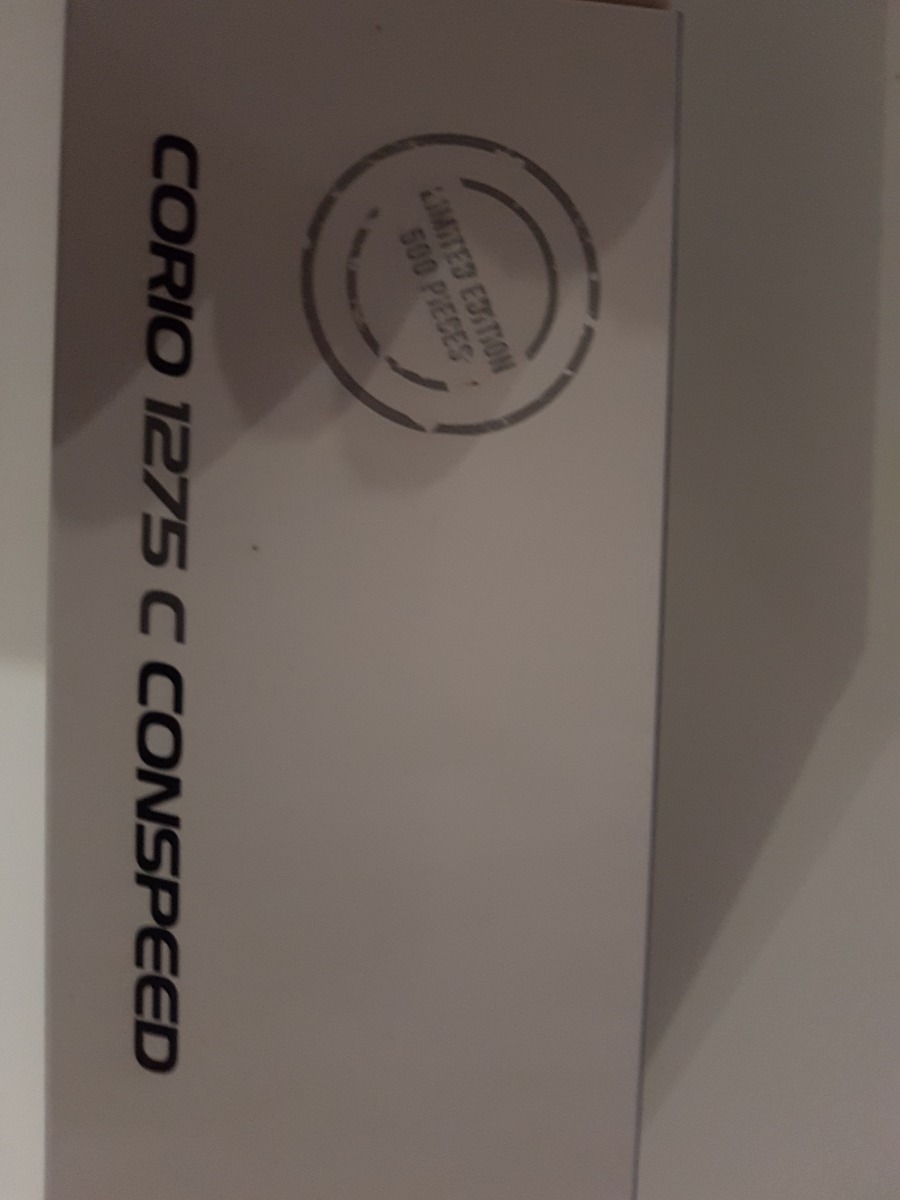 LIMITED EDITION
500 PIECES
CORIO 1275 C CONSPEED